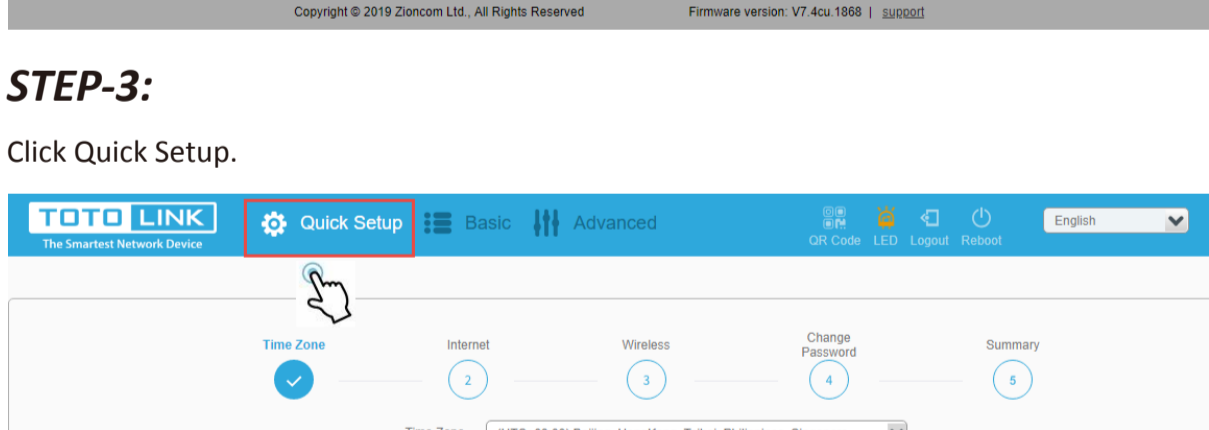 Copyright © 2019 Zioncom Ltd., All Rights Reserved Firmware version: V7.4cu.1868 | support
STEP-3:
Click Quick Setup.
TOTO LINK
The Smartest Network Device
Quick Setup
Basic
Advanced
QR Code
LED
Logout
Reboot
English
Time Zone
Internet
Wireless
Change
Password
Summary
2
3
4
5
Time Zone